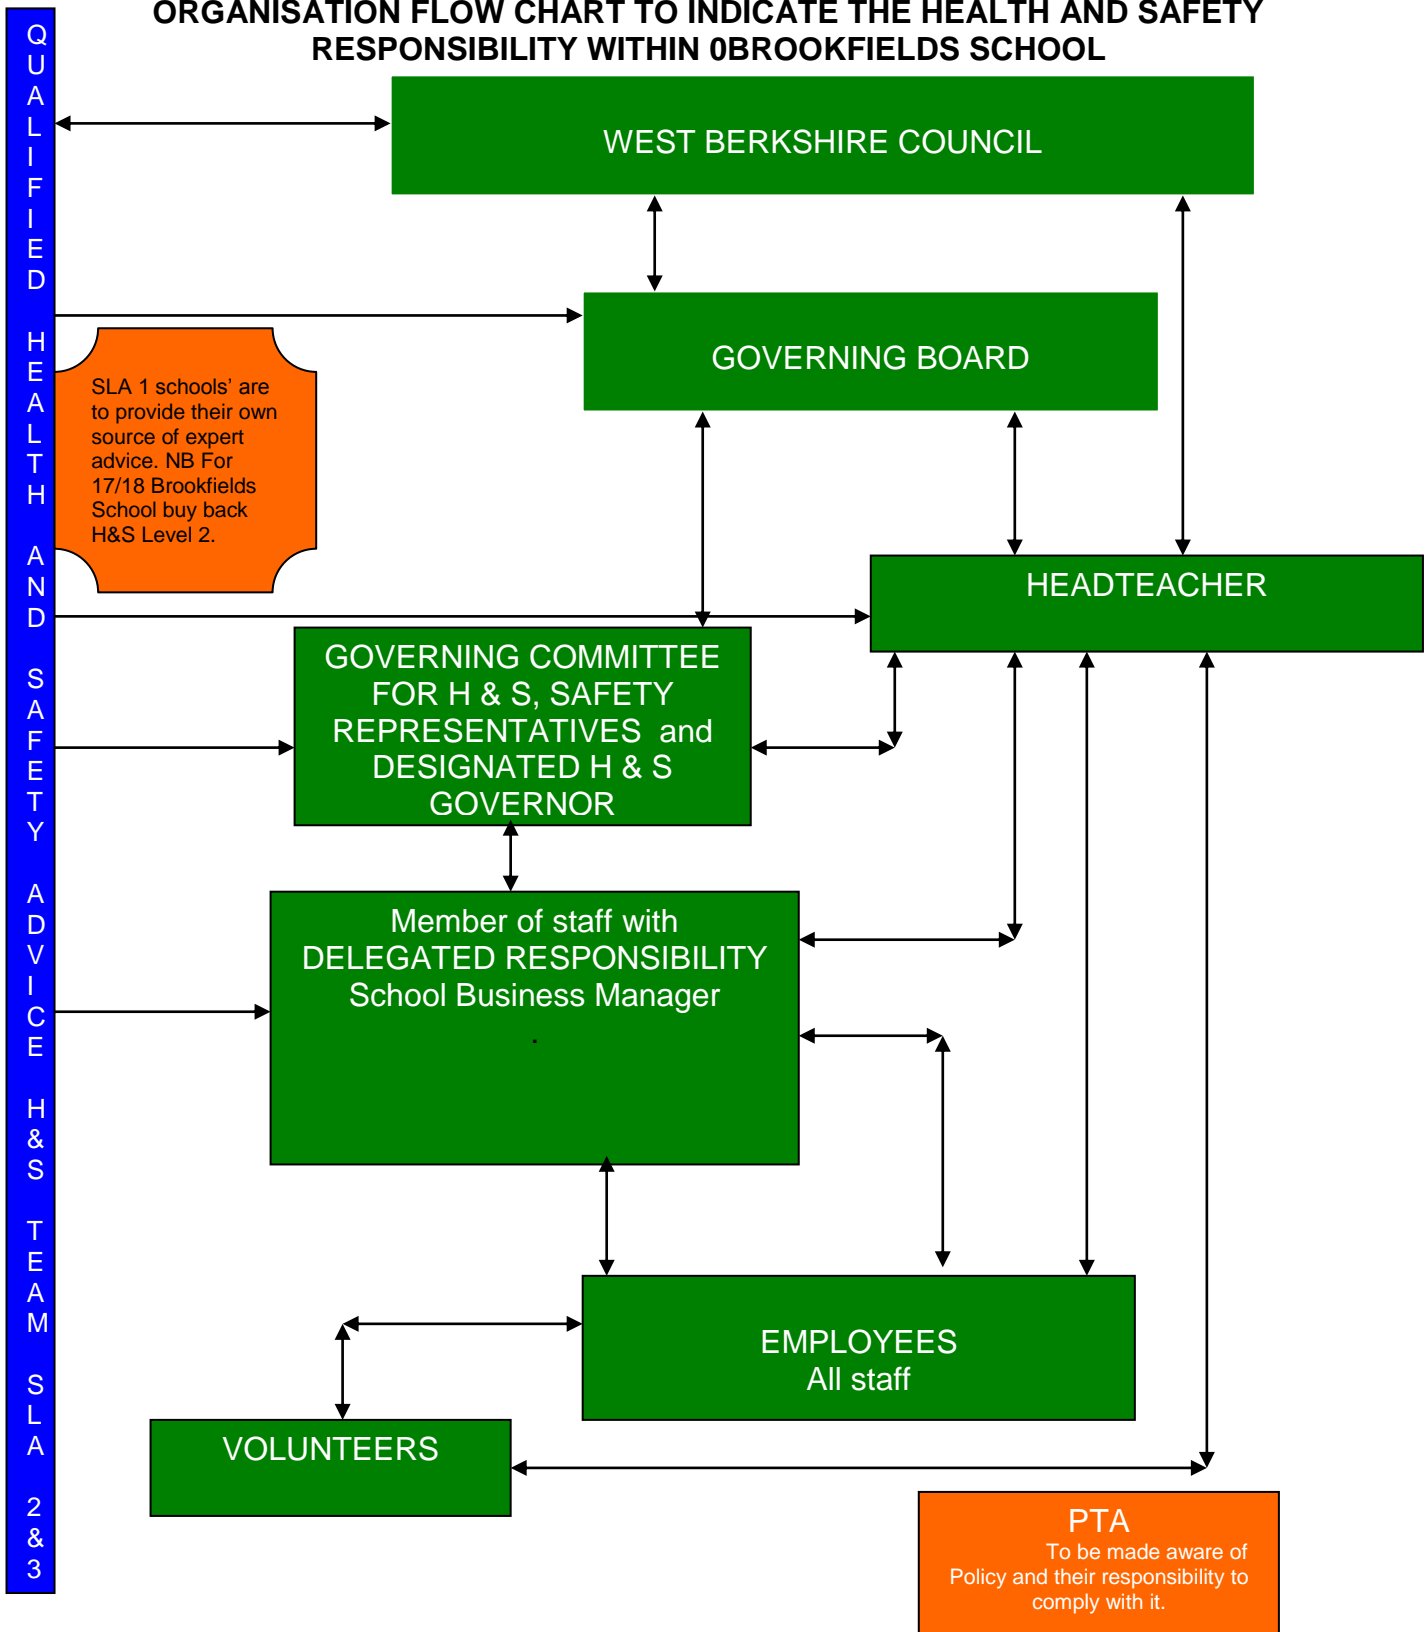 ORGANISATION FLOW CHART TO INDICATE THE HEALTH AND SAFETY
RESPONSIBILITY WITHIN 0BROOKFIELDS SCHOOL
QUALIFIED HEALTH AND SAFETY ADVICE H&S TEAM SLA 2&3
WEST BERKSHIRE COUNCIL
GOVERNING BOARD
SLA 1 schools’ are
to provide their own
source of expert
advice. NB For
17/18 Brookfields
School buy back
H&S Level 2.
HEADTEACHER
GOVERNING COMMITTEE
FOR H & S, SAFETY
REPRESENTATIVES and
DESIGNATED H & S
GOVERNOR
Member of staff with
DELEGATED RESPONSIBILITY
School Business Manager
.
EMPLOYEES
All staff
VOLUNTEERS
PTA
To be made aware of
Policy and their responsibility to
comply with it.